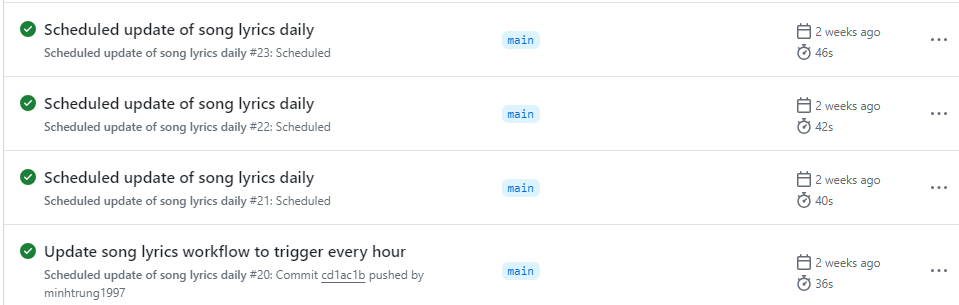 Scheduled update of song lyrics daily
Scheduled update of song lyrics daily #23: Scheduled
main
2 weeks ago
46s
Scheduled update of song lyrics daily
Scheduled update of song lyrics daily #22: Scheduled
main
2 weeks ago
42s
Scheduled update of song lyrics daily
Scheduled update of song lyrics daily #21: Scheduled
main
2 weeks ago
40s
Update song lyrics workflow to trigger every hour
Scheduled update of song lyrics daily #20: Commit cd1ac1b pushed by
minhtrung1997
main
2 weeks ago
36s